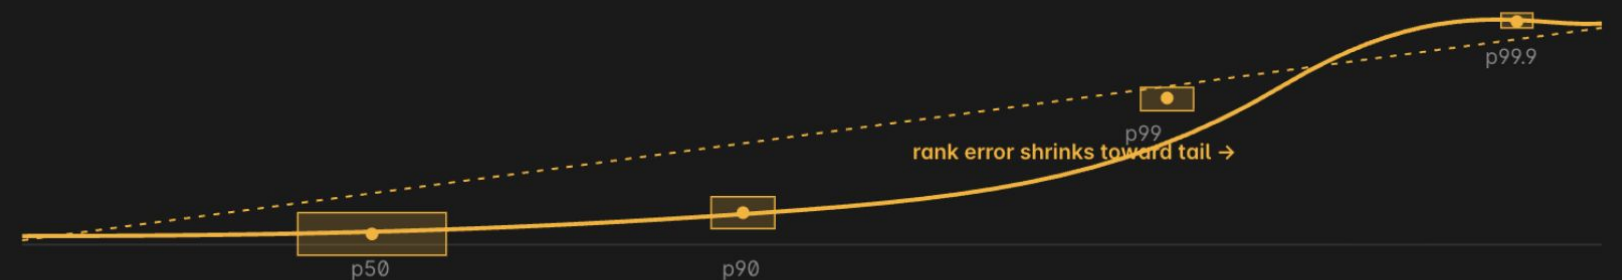 p99.9
p99
rank error shrinks toward tail →
p50
p90